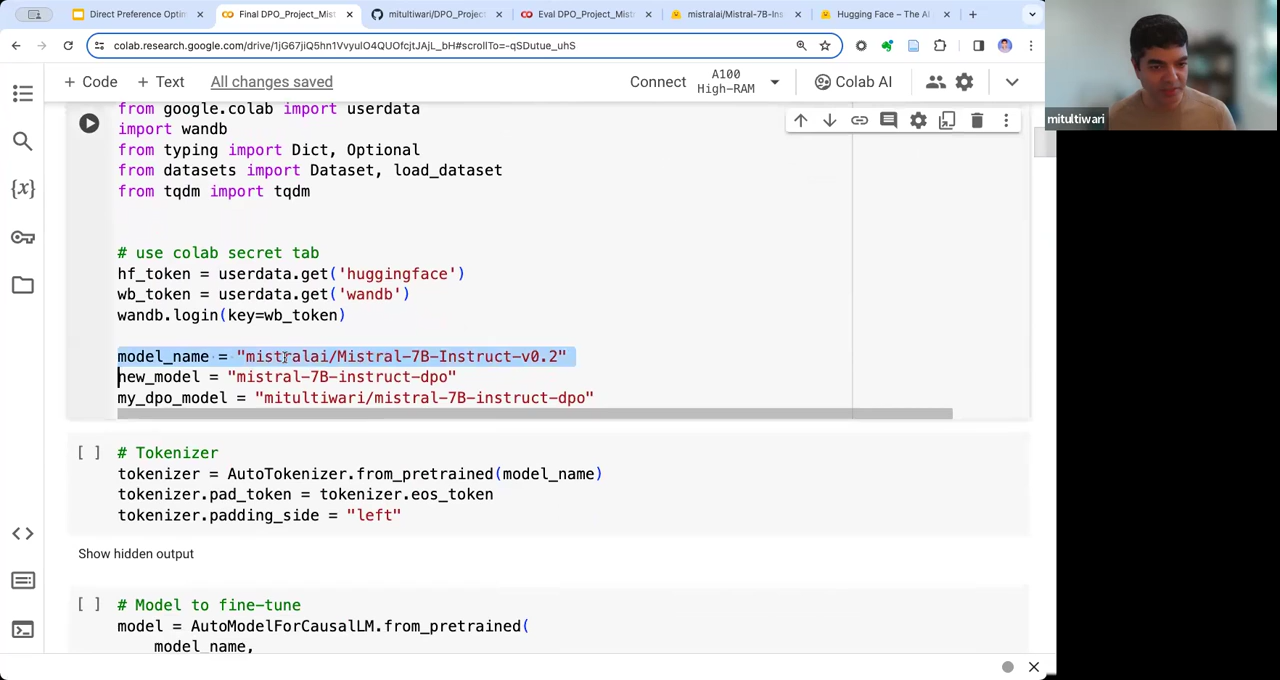 Direct Preference Optim
Final DPO_Project_Mist
mitultiwari/DPO_Project
Eval DPO_Project_Mistr
mistralai/Mistral-7B-Ins
Hugging Face – The AI
colab.research.google.com/drive/1jG67jiQ5hn1VvyuIO4QUOfcjtJAjL_bH#scrollTo=-qSDutue_uhS
+ Code + Text All changes saved Connect A100 High-RAM Colab AI
mitultiwari
from google.colab import userdata
import wandb
from typing import Dict, Optional
from datasets import Dataset, load_dataset
from tqdm import tqdm
# use colab secret tab
hf_token = userdata.get('huggingface')
wb_token = userdata.get('wandb')
wandb.login(key=wb_token)
model_name = "mistralai/Mistral-7B-Instruct-v0.2"
new_model = "mistral-7B-instruct-dpo"
my_dpo_model = "mitultiwari/mistral-7B-instruct-dpo"
[ ] # Tokenizer
tokenizer = AutoTokenizer.from_pretrained(model_name)
tokenizer.pad_token = tokenizer.eos_token
tokenizer.padding_side = "left"
Show hidden output
[ ] # Model to fine-tune
model = AutoModelForCausalLM.from_pretrained(
model_name,